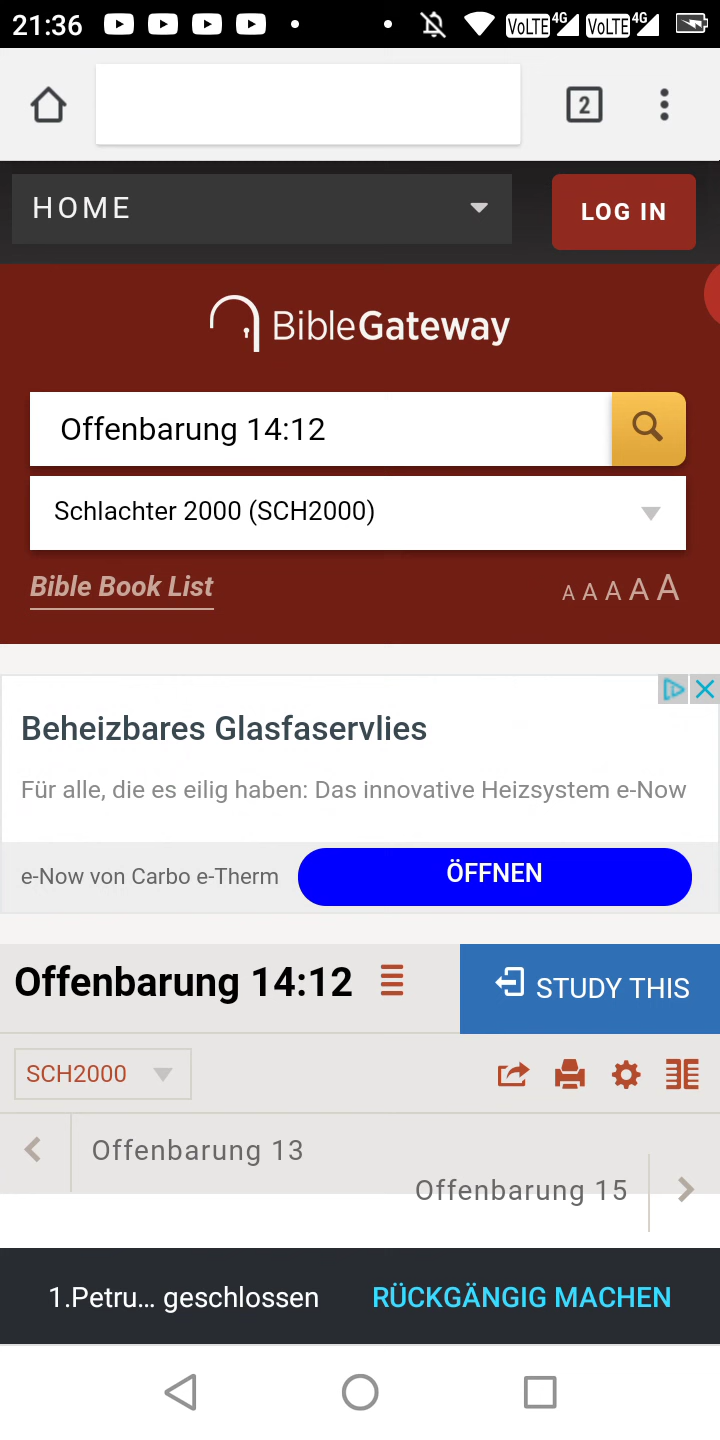 21:36
VoLTE 4G VoLTE 4G
2
HOME
LOG IN
BibleGateway
Offenbarung 14:12
Schlachter 2000 (SCH2000)
Bible Book List
A A A A A
Beheizbares Glasfaservlies
Für alle, die es eilig haben: Das innovative Heizsystem e-Now
e-Now von Carbo e-Therm
ÖFFNEN
Offenbarung 14:12
STUDY THIS
SCH2000
Offenbarung 13
Offenbarung 15
1.Petru... geschlossen
RÜCKGÄNGIG MACHEN